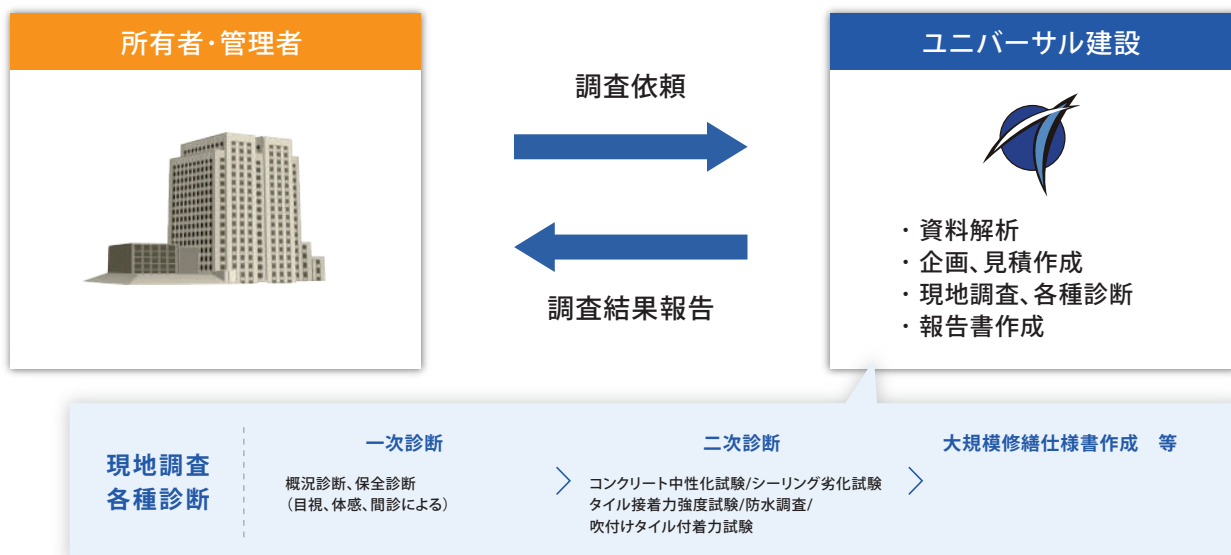 所有者・管理者
調査依頼
調査結果報告
ユニバーサル建設
・資料解析
・企画、見積作成
・現地調査、各種診断
・報告書作成
現地調査
各種診断
一次診断
概況診断、保全診断
（目視、体感、間診による）
二次診断
コンクリート中性化試験/シーリング劣化試験
タイル接着力強度試験/防水調査/
吹付けタイル付着力試験
大規模修繕仕様書作成　等